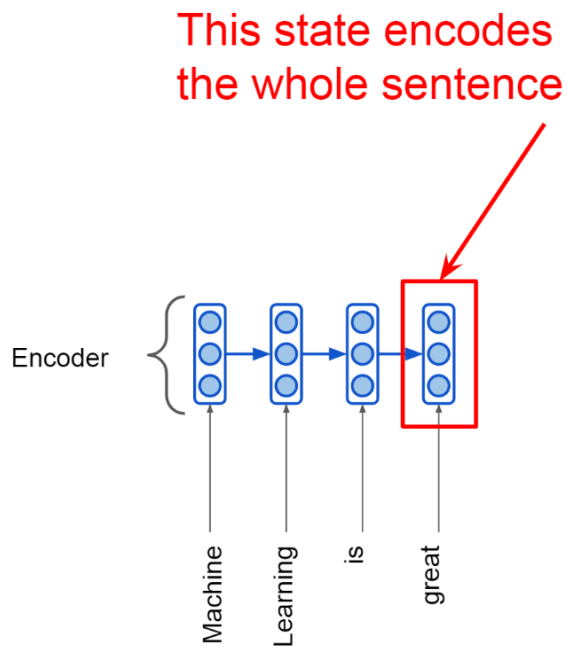 This state encodes
the whole sentence
Encoder
Machine
Learning
is
great